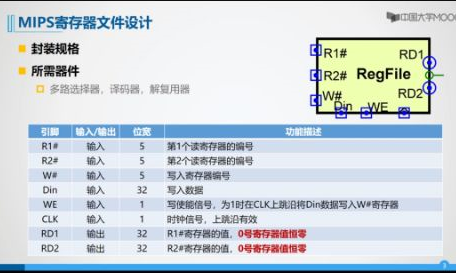 MIPS寄存器文件设计
中国大学MOOC
封装规格
所需器件
多路选择器，译码器，解复用器
R1#
R2#
W#
Din
WE
RegFile
RD1
RD2
引脚 输入/输出 位宽 功能描述
R1# 输入 5 第1个读寄存器的编号
R2# 输入 5 第2个读寄存器的编号
W# 输入 5 写入寄存器编号
Din 输入 32 写入数据
WE 输入 1 写使能信号，为1时在CLK上跳沿将Din数据写入W#寄存器
CLK 输入 1 时钟信号，上跳沿有效
RD1 输出 32 R1#寄存器的值，0号寄存器值恒零
RD2 输出 32 R2#寄存器的值，0号寄存器值恒零